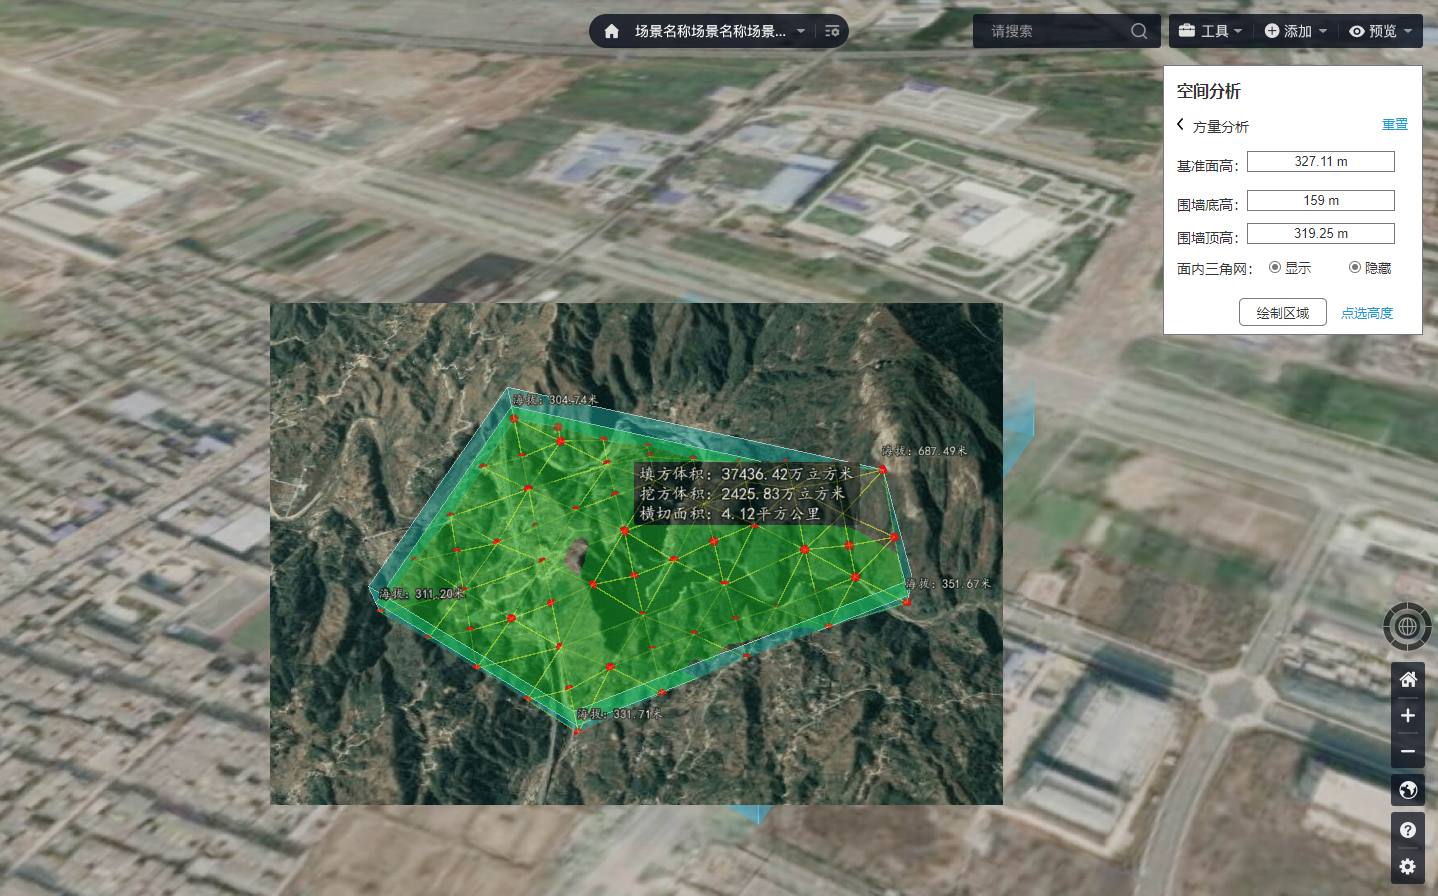 场景名称场景名称场景...
请搜索
工具
添加
预览
空间分析
方量分析
重置
基准面高: 327.11 m
围墙底高: 159 m
围墙顶高: 319.25 m
面内三角网: 显示 隐藏
绘制区域 点选高度
海拔: 304.74米
海拔: 687.49米
填方体积: 37436.42万立方米
挖方体积: 2425.83万立方米
横切面积: 4.12平方公里
海拔: 351.67米
海拔: 311.20米
海拔: 331.71米